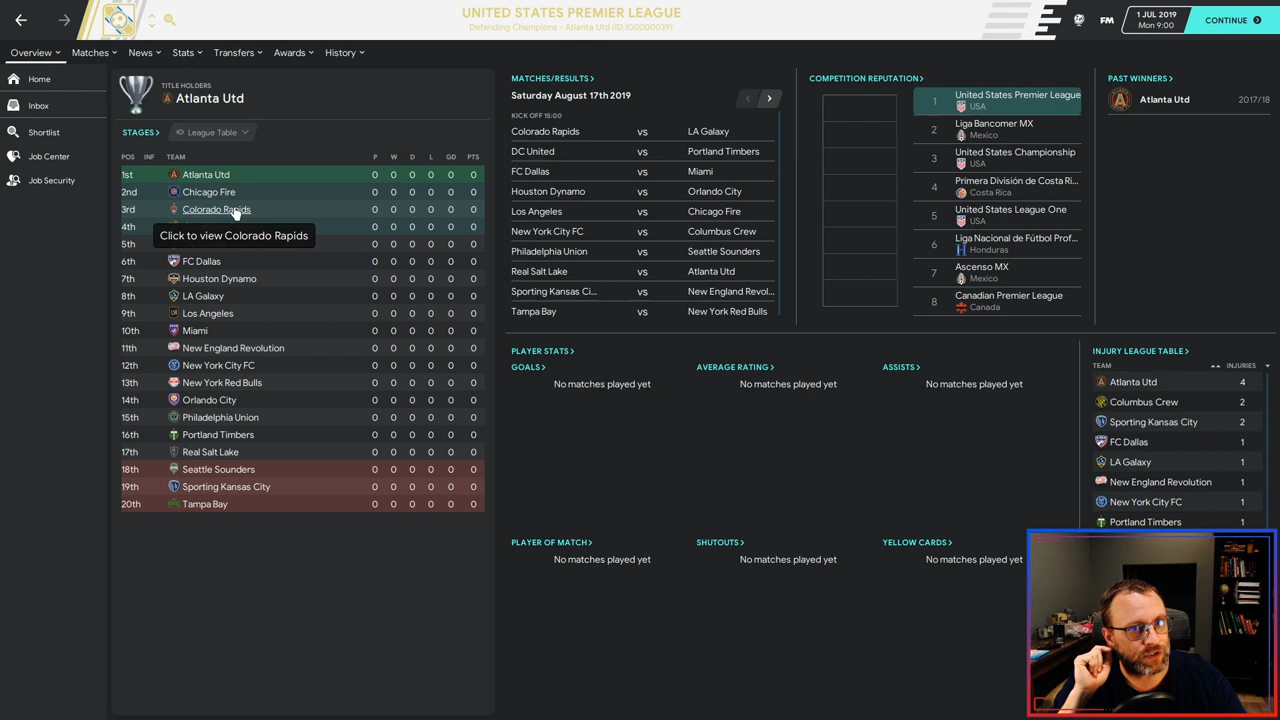 UNITED STATES PREMIER LEAGUE
Defending Champions - Atlanta Utd (ID:100000039)
FM
1 JUL 2019
Mon 9:00
CONTINUE
Overview
Matches
News
Stats
Transfers
Awards
History
Home
Inbox
Shortlist
Job Center
Job Security
TITLE HOLDERS
Atlanta Utd
STAGES
League Table
POS INF TEAM P W D L GD PTS
1st Atlanta Utd 0 0 0 0 0 0
2nd Chicago Fire 0 0 0 0 0 0
3rd Colorado Rapids 0 0 0 0 0 0
4th 0 0 0 0 0 0
Click to view Colorado Rapids
5th 0 0 0 0 0 0
6th FC Dallas 0 0 0 0 0 0
7th Houston Dynamo 0 0 0 0 0 0
8th LA Galaxy 0 0 0 0 0 0
9th Los Angeles 0 0 0 0 0 0
10th Miami 0 0 0 0 0 0
11th New England Revolution 0 0 0 0 0 0
12th New York City FC 0 0 0 0 0 0
13th New York Red Bulls 0 0 0 0 0 0
14th Orlando City 0 0 0 0 0 0
15th Philadelphia Union 0 0 0 0 0 0
16th Portland Timbers 0 0 0 0 0 0
17th Real Salt Lake 0 0 0 0 0 0
18th Seattle Sounders 0 0 0 0 0 0
19th Sporting Kansas City 0 0 0 0 0 0
20th Tampa Bay 0 0 0 0 0 0
MATCHES/RESULTS
Saturday August 17th 2019
KICK OFF 15:00
Colorado Rapids vs LA Galaxy
DC United vs Portland Timbers
FC Dallas vs Miami
Houston Dynamo vs Orlando City
Los Angeles vs Chicago Fire
New York City FC vs Columbus Crew
Philadelphia Union vs Seattle Sounders
Real Salt Lake vs Atlanta Utd
Sporting Kansas Ci... vs New England Revol...
Tampa Bay vs New York Red Bulls
COMPETITION REPUTATION
1 United States Premier League
USA
2 Liga Bancomer MX
Mexico
3 United States Championship
USA
4 Primera División de Costa Ri...
Costa Rica
5 United States League One
USA
6 Liga Nacional de Fútbol Prof...
Honduras
7 Ascenso MX
Mexico
8 Canadian Premier League
Canada
PAST WINNERS
Atlanta Utd 2017/18
PLAYER STATS
GOALS
No matches played yet
AVERAGE RATING
No matches played yet
ASSISTS
No matches played yet
PLAYER OF MATCH
No matches played yet
SHUTOUTS
No matches played yet
YELLOW CARDS
No matches played yet
INJURY LEAGUE TABLE
TEAM INJURIES
Atlanta Utd 4
Columbus Crew 2
Sporting Kansas City 2
FC Dallas 1
LA Galaxy 1
New England Revolution 1
New York City FC 1
Portland Timbers 1